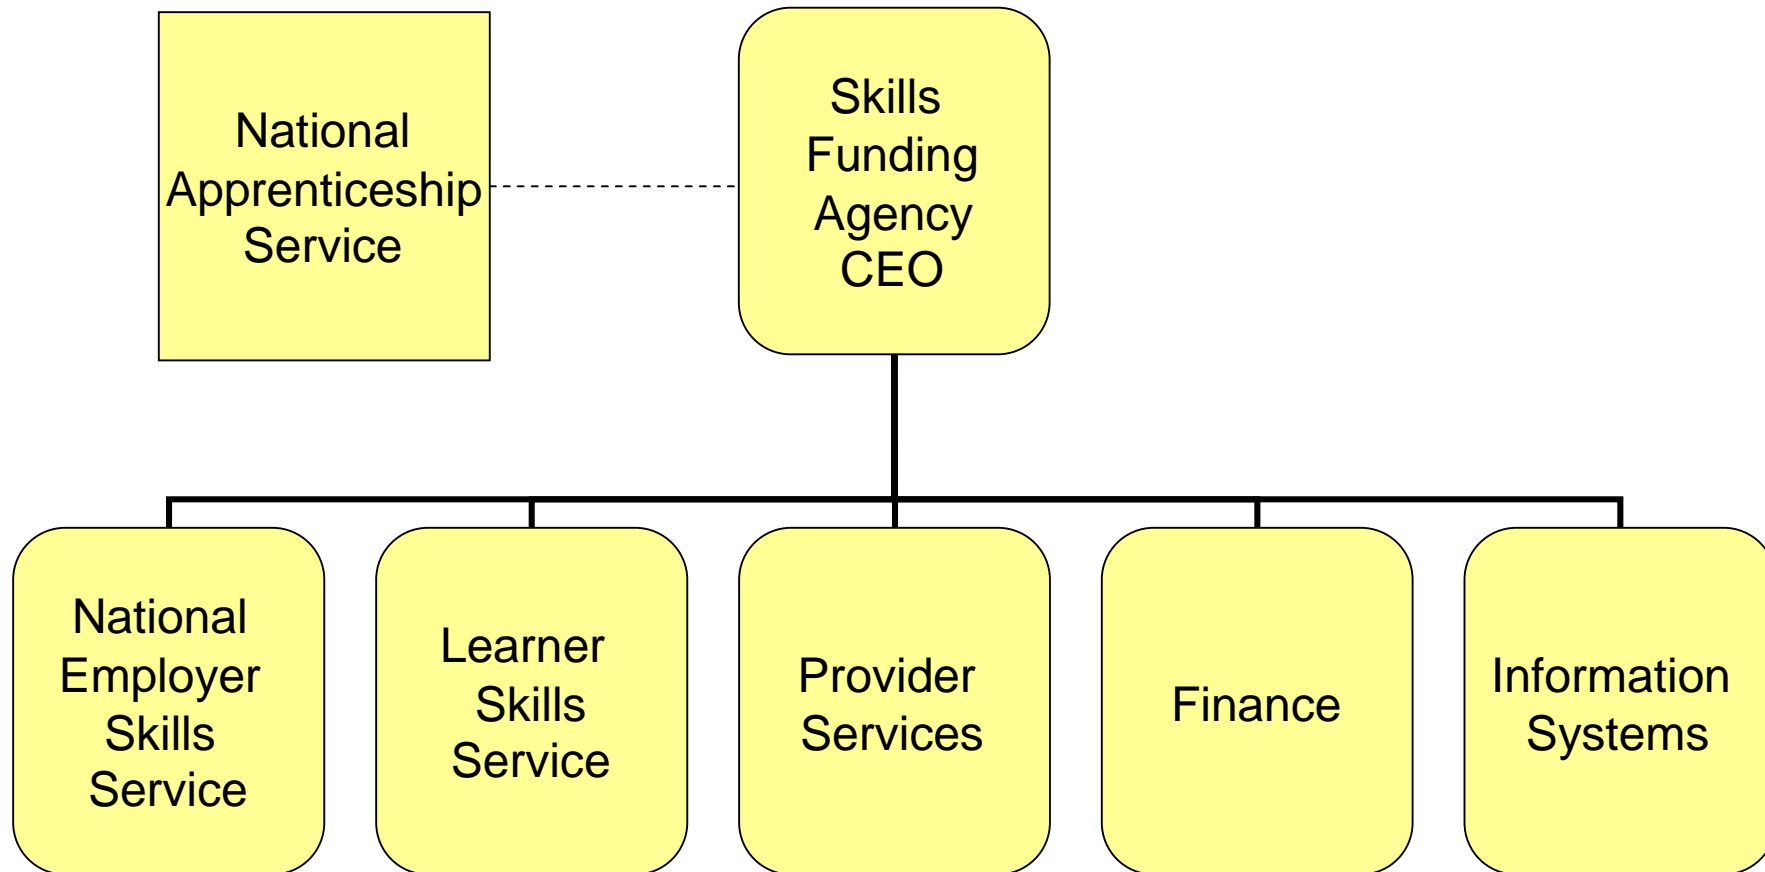 National
Apprenticeship
Service
Skills
Funding
Agency
CEO
National
Employer
Skills
Service
Learner
Skills
Service
Provider
Services
Finance
Information
Systems